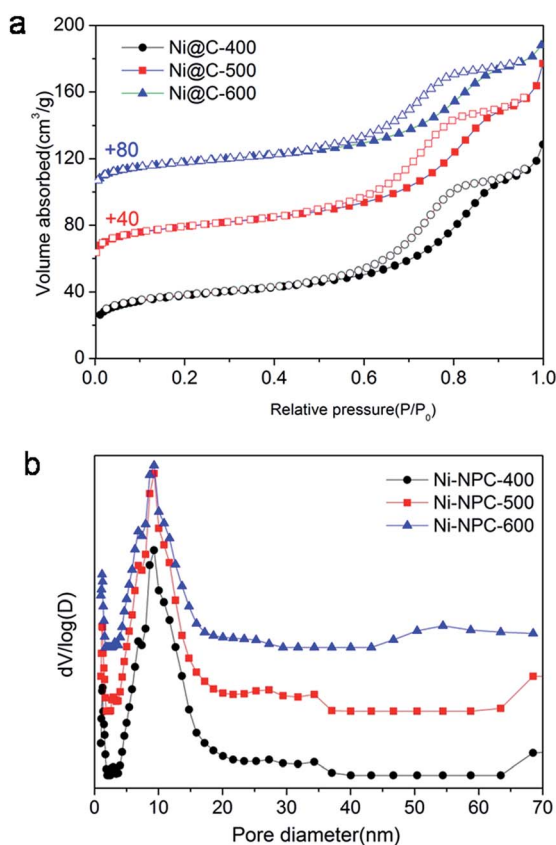 a
Volume absorbed(cm³/g)
200
160
120
80
40
0
Ni@C-400
Ni@C-500
Ni@C-600
+80
+40
0.0 0.2 0.4 0.6 0.8 1.0
Relative pressure(P/P₀)
b
dV/log(D)
Ni-NPC-400
Ni-NPC-500
Ni-NPC-600
0 10 20 30 40 50 60 70
Pore diameter(nm)